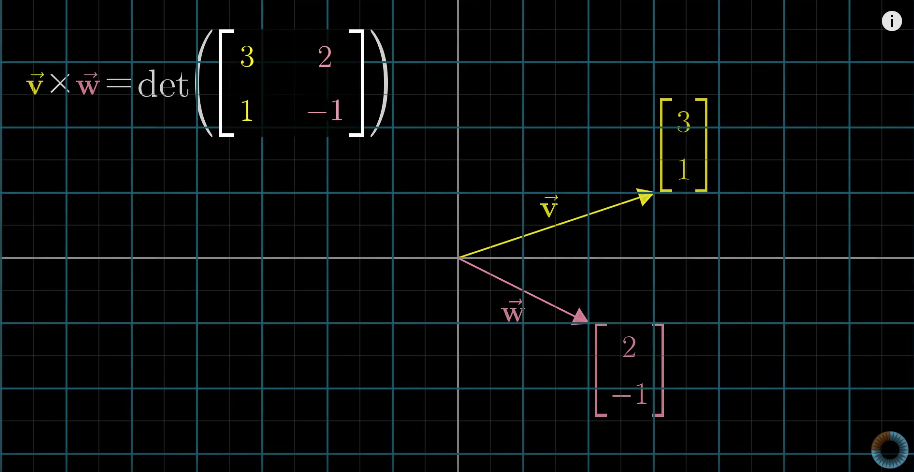 v⃗ × w⃗ = det([3 2
1 −1])
[3
1]
v⃗
w⃗
[2
−1]
i